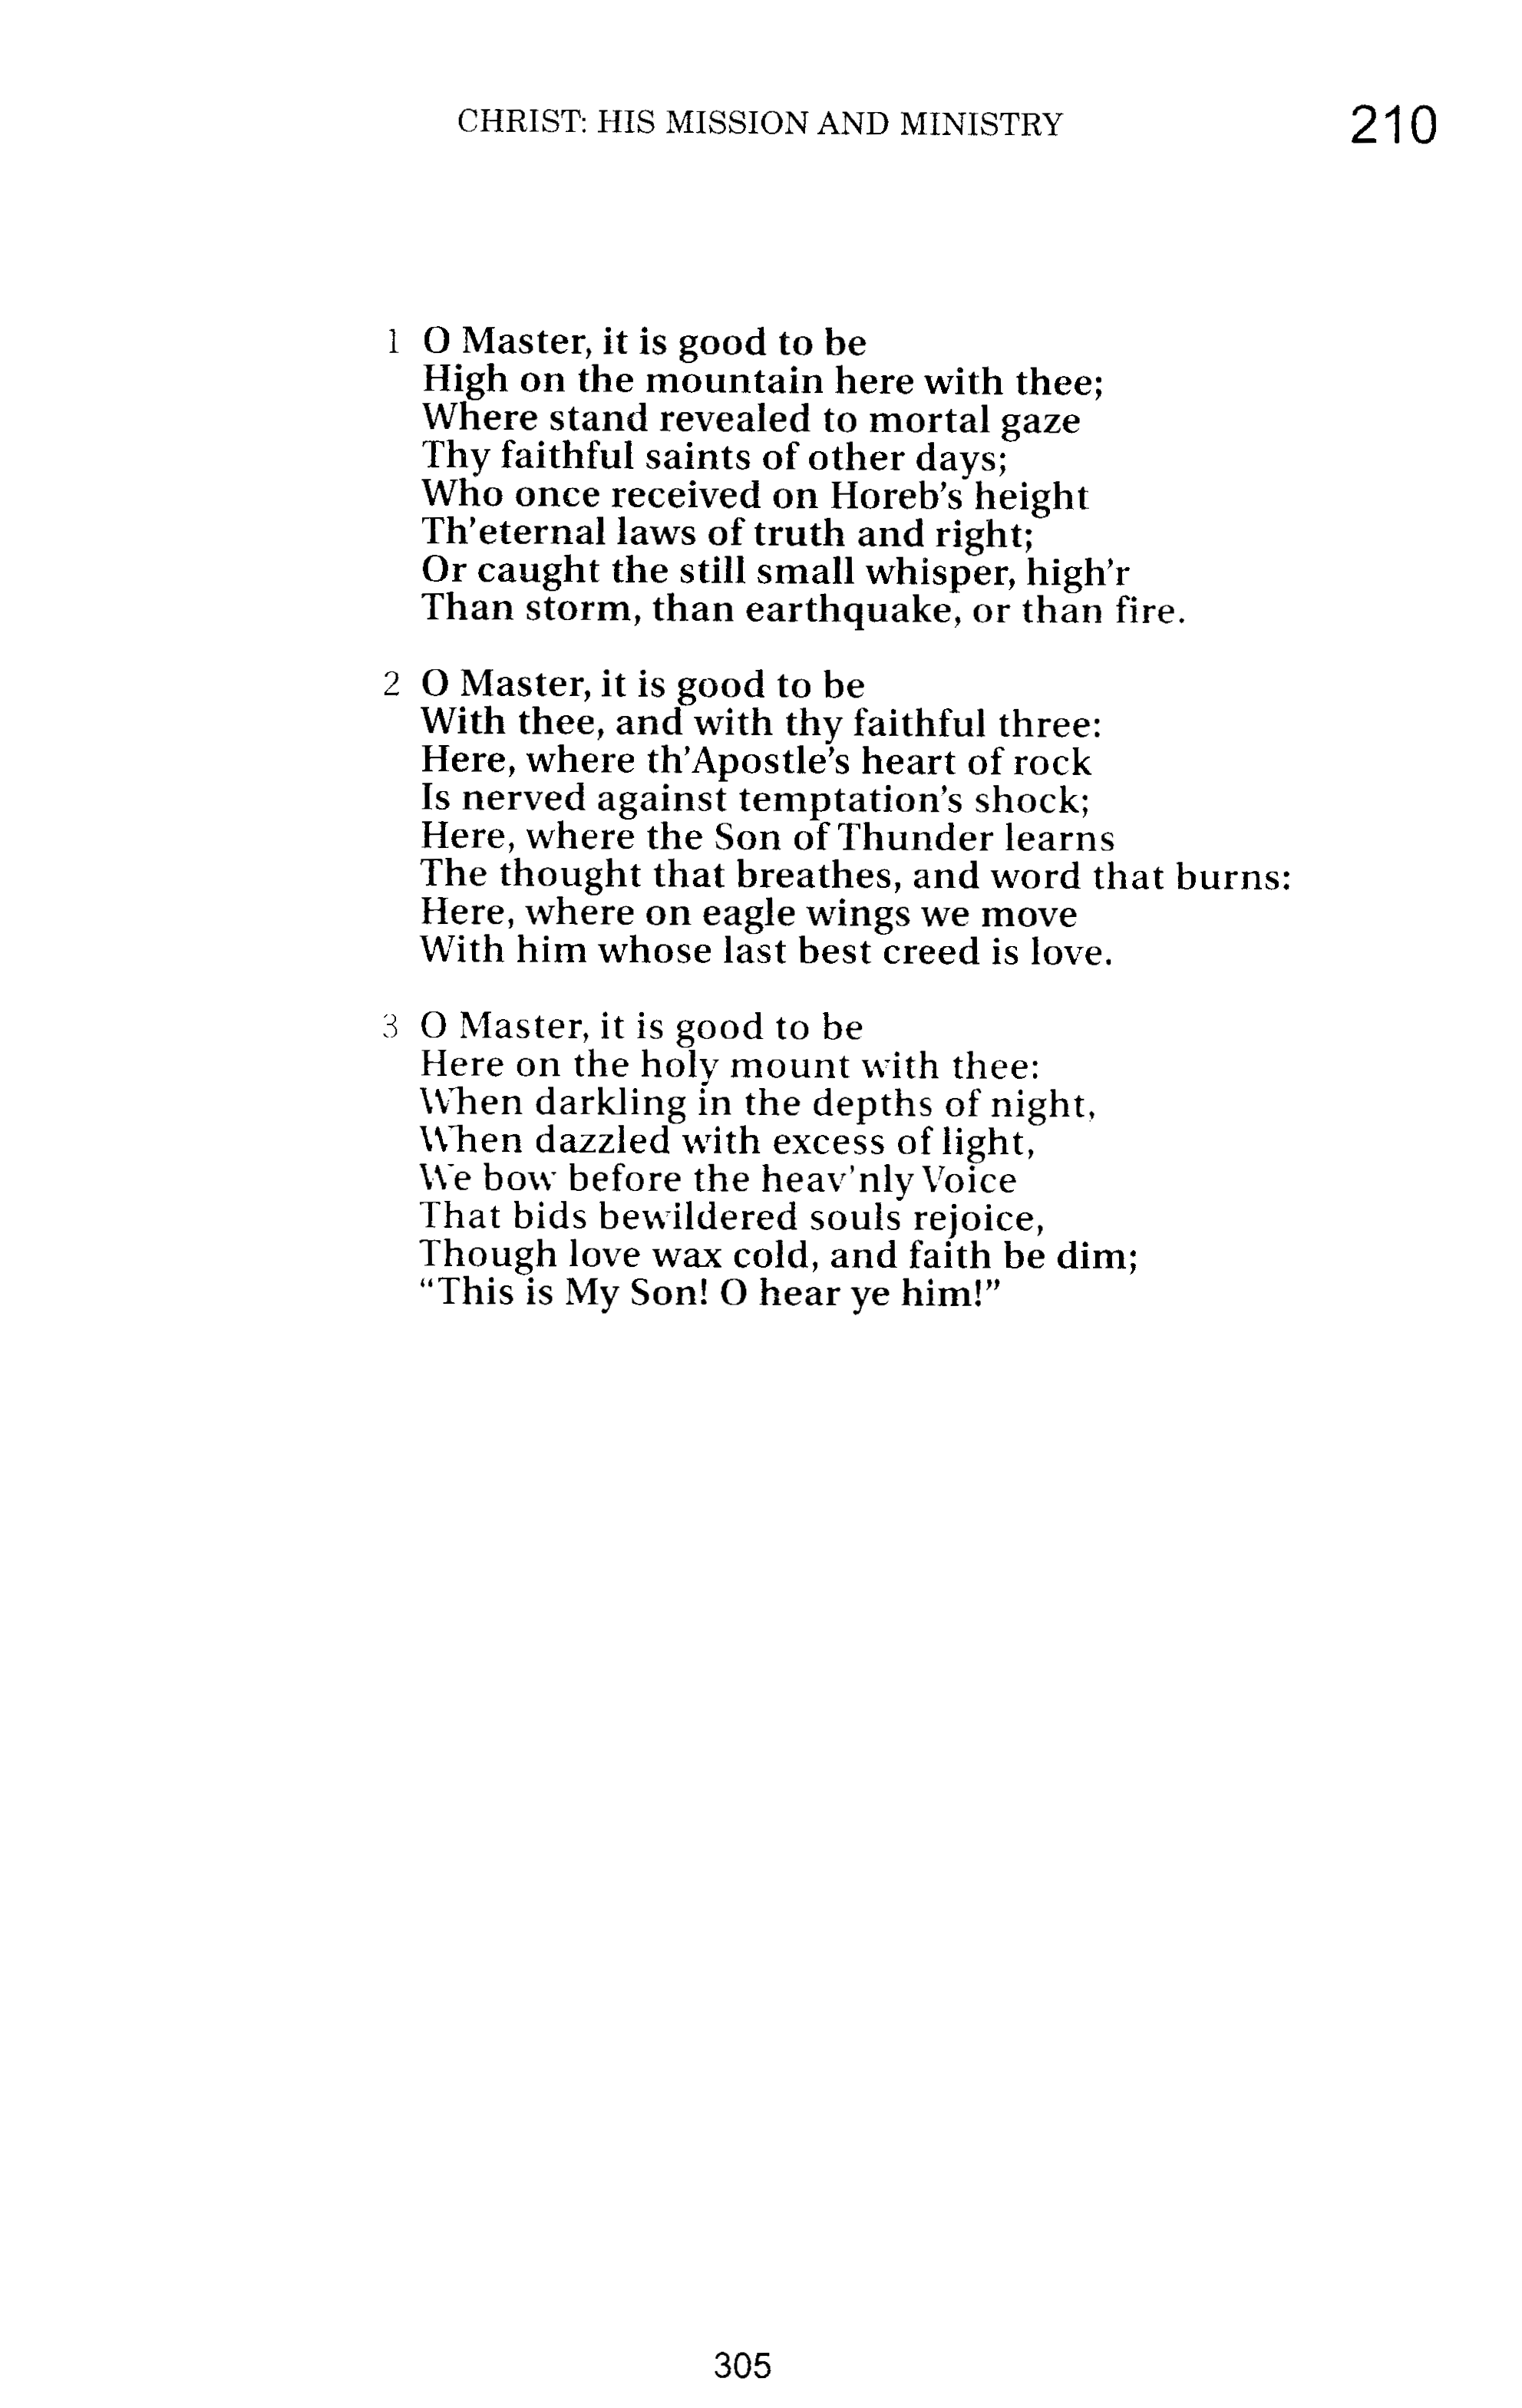 CHRIST: HIS MISSION AND MINISTRY 210
1 O Master, it is good to be
High on the mountain here with thee;
Where stand revealed to mortal gaze
Thy faithful saints of other days;
Who once received on Horeb's height
Th'eternal laws of truth and right;
Or caught the still small whisper, high'r
Than storm, than earthquake, or than fire.
2 O Master, it is good to be
With thee, and with thy faithful three:
Here, where th'Apostle's heart of rock
Is nerved against temptation's shock;
Here, where the Son of Thunder learns
The thought that breathes, and word that burns:
Here, where on eagle wings we move
With him whose last best creed is love.
3 O Master, it is good to be
Here on the holy mount with thee:
When darkling in the depths of night,
When dazzled with excess of light,
We bow before the heav'nly Voice
That bids bewildered souls rejoice,
Though love wax cold, and faith be dim;
“This is My Son! O hear ye him!”
305